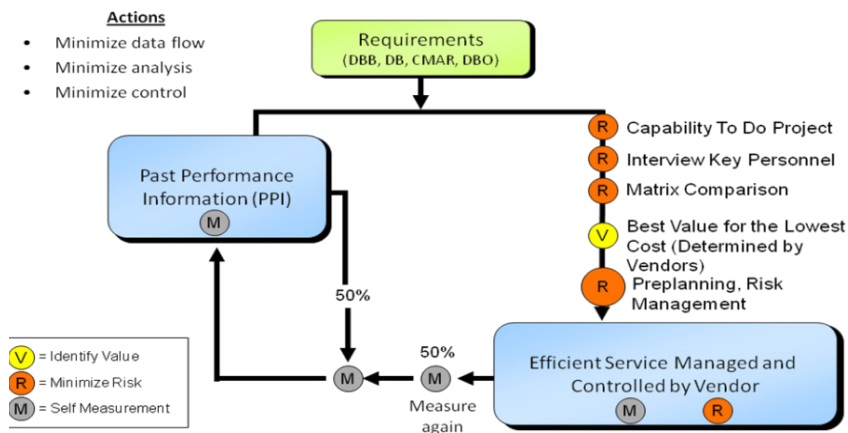 Actions
• Minimize data flow
• Minimize analysis
• Minimize control
Requirements
(DBB, DB, CMAR, DBO)
Past Performance
Information (PPI)
M
R Capability To Do Project
R Interview Key Personnel
R Matrix Comparison
V Best Value for the Lowest
Cost (Determined by
Vendors)
R Preplanning, Risk
Management
50%
50%
M
M
Measure
again
Efficient Service Managed and
Controlled by Vendor
M R
V = Identify Value
R = Minimize Risk
M = Self Measurement